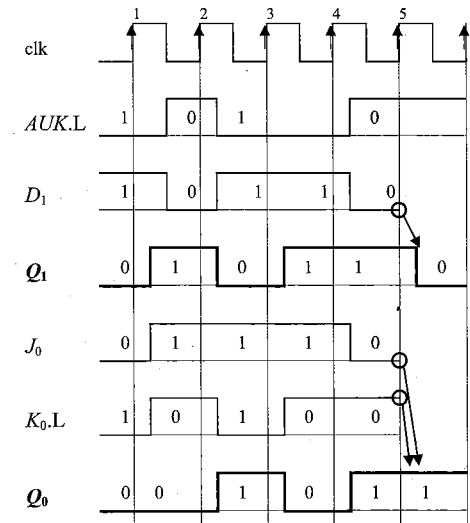 1 2 3 4 5
clk
AUK.L 1 0 1 0
D1 1 0 1 1 0
Q1 0 1 0 1 1 0
J0 0 1 1 1 0
K0.L 1 0 1 0 0
Q0 0 0 1 0 1 1